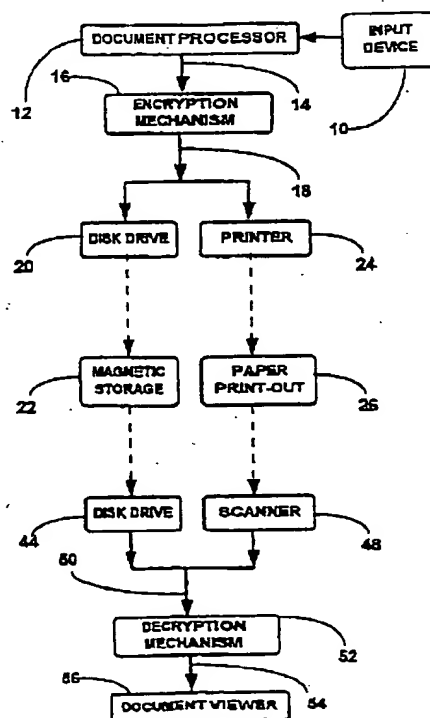 DOCUMENT PROCESSOR
INPUT
DEVICE
12
16
14
10
ENCRYPTION
MECHANISM
18
DISK DRIVE
PRINTER
20
24
MAGNETIC
STORAGE
PAPER
PRINT-OUT
22
26
DISK DRIVE
SCANNER
44
48
50
DECRYPTION
MECHANISM
52
56
54
DOCUMENT VIEWER